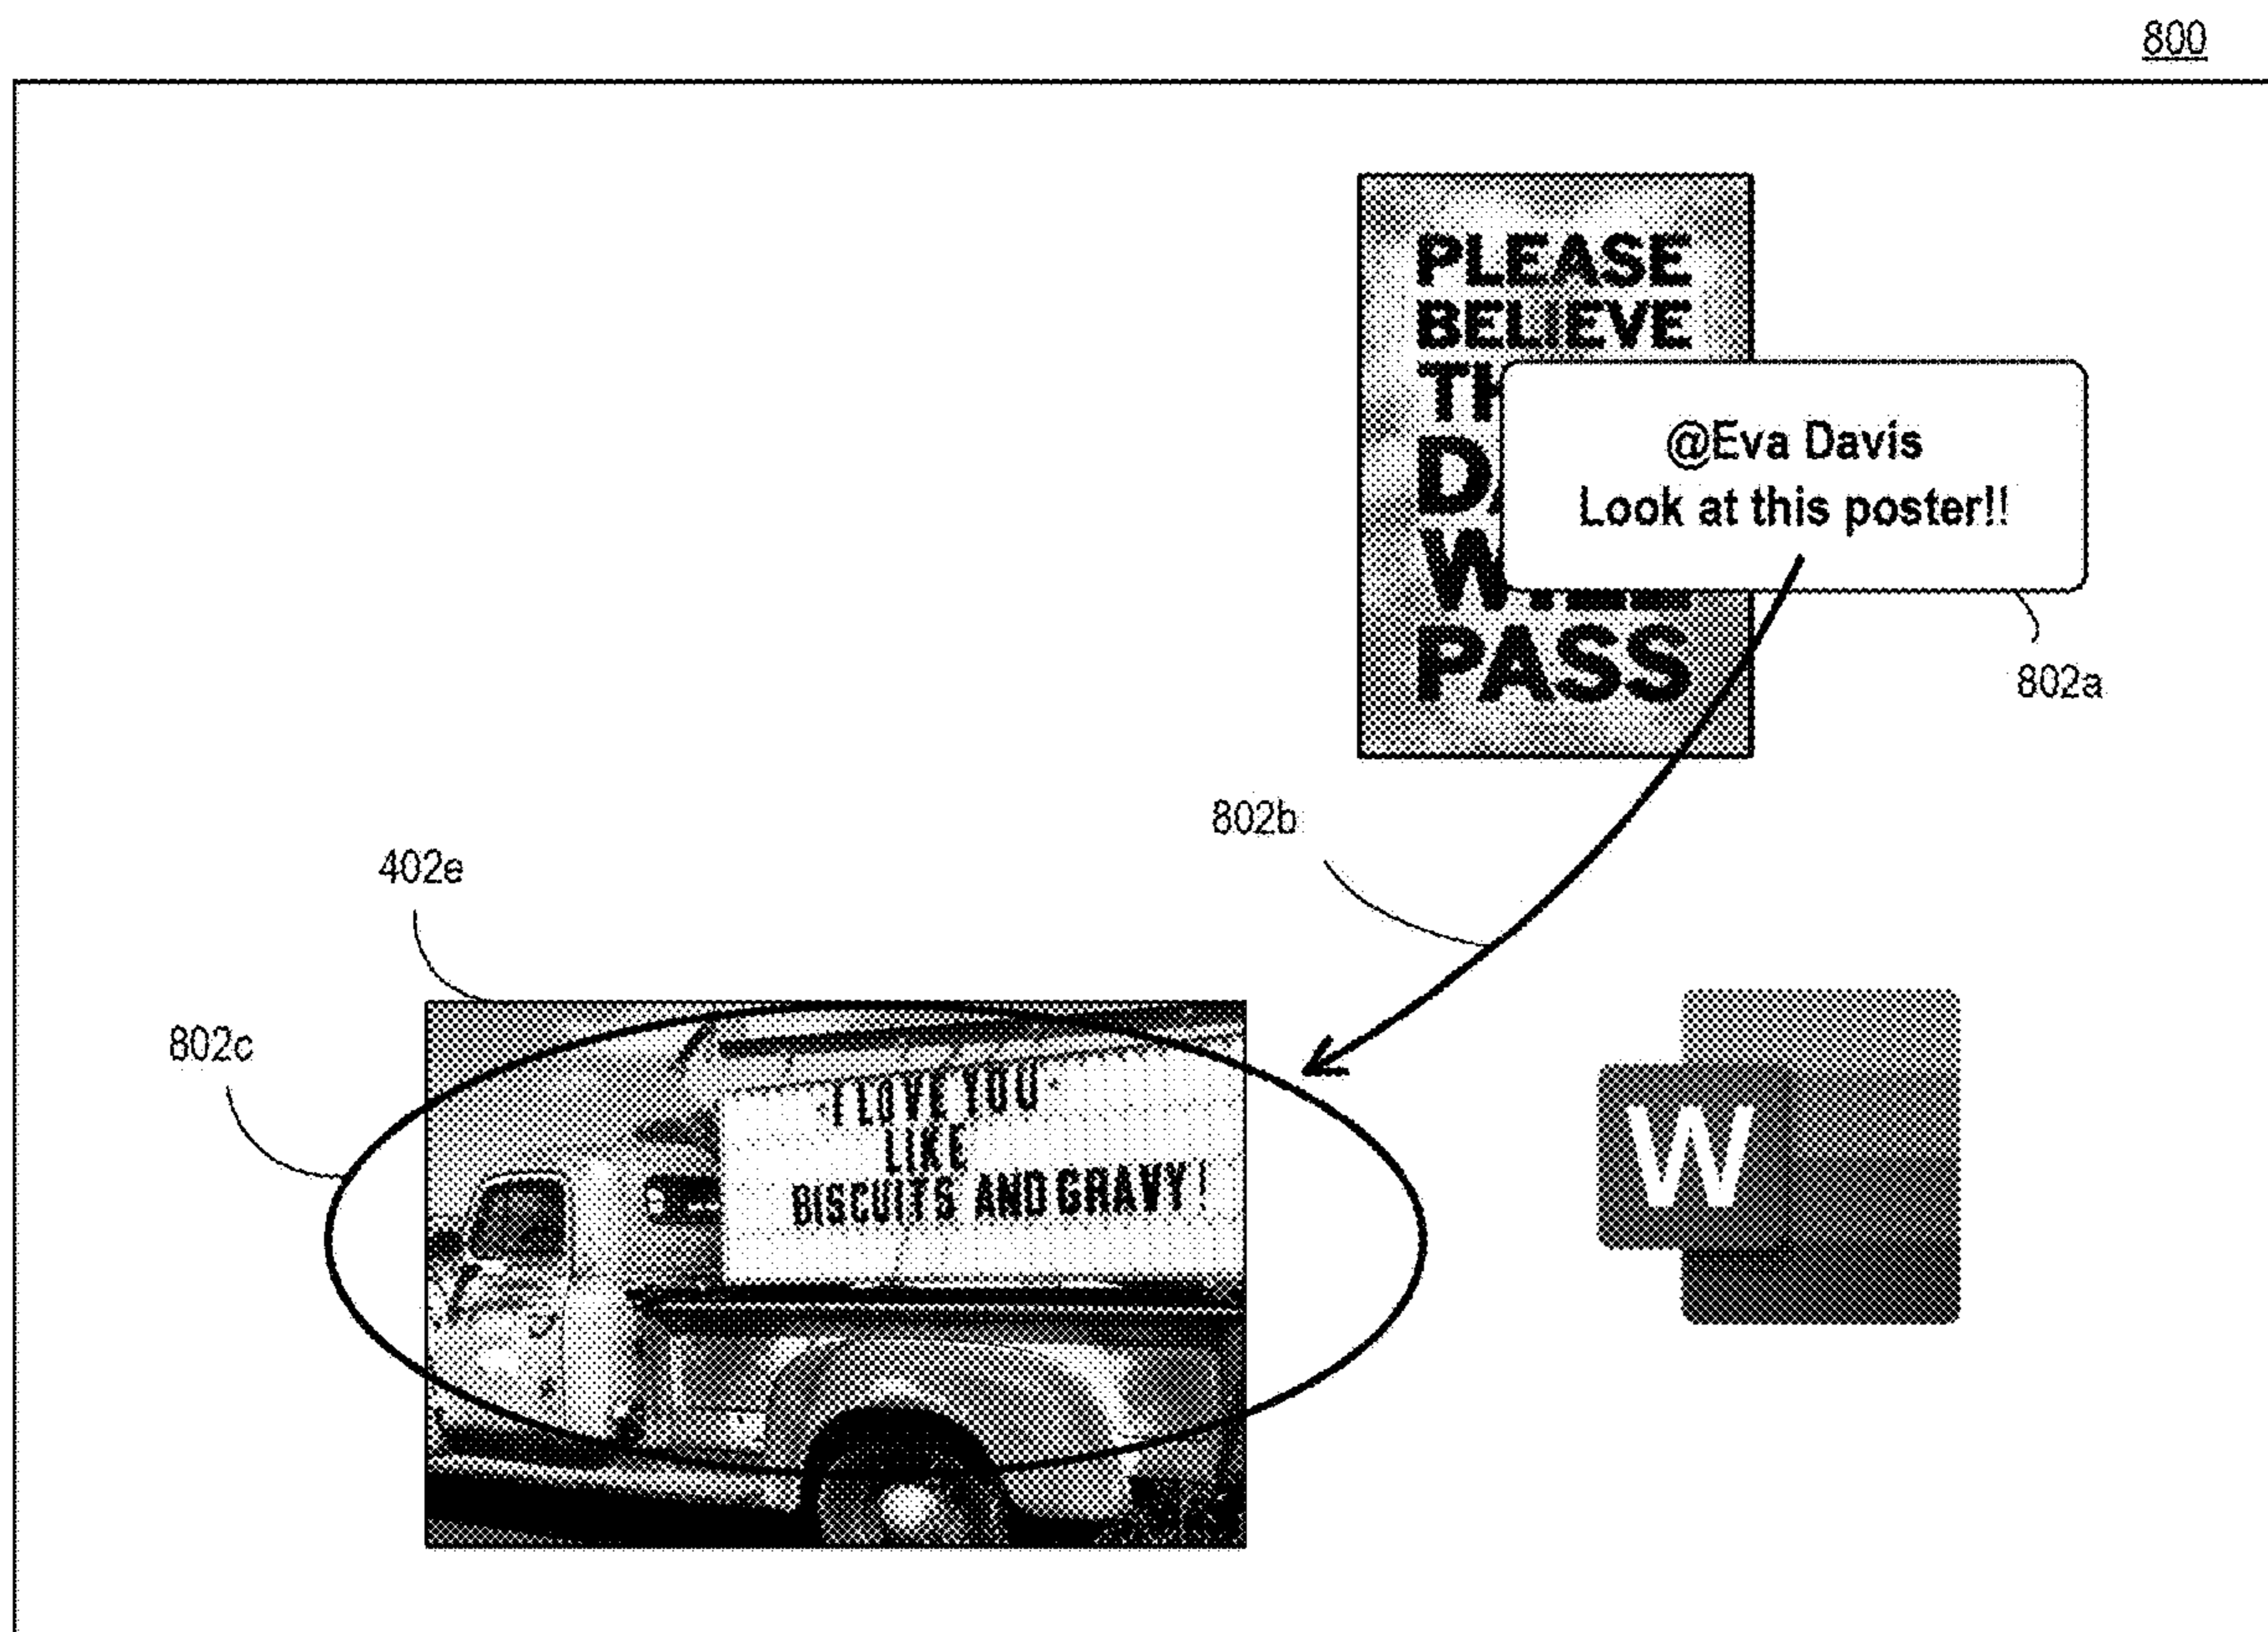 800
PLEASE
BELIEVE
@Eva Davis
Look at this poster!!
PASS
802a
802b
402e
802c
I LOVE YOU
LIKE
BISCUITS AND GRAVY!
W